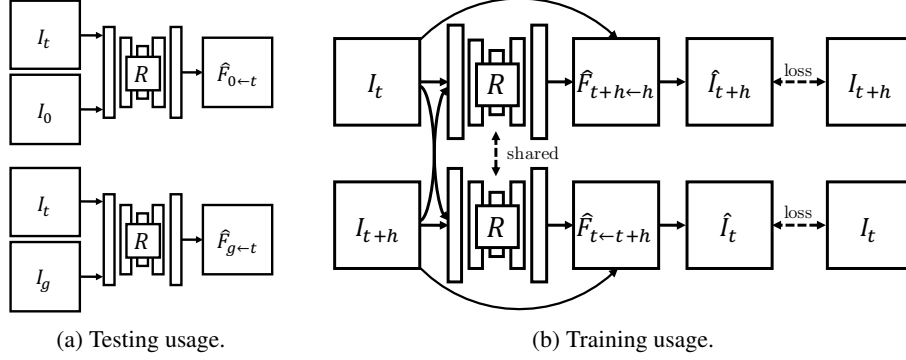 I_t
I_0
R
F̂_{0←t}
I_t
I_g
R
F̂_{g←t}
(a) Testing usage.
I_t
R
F̂_{t+h←h}
Î_{t+h}
loss
I_{t+h}
shared
I_{t+h}
R
F̂_{t←t+h}
Î_t
loss
I_t
(b) Training usage.